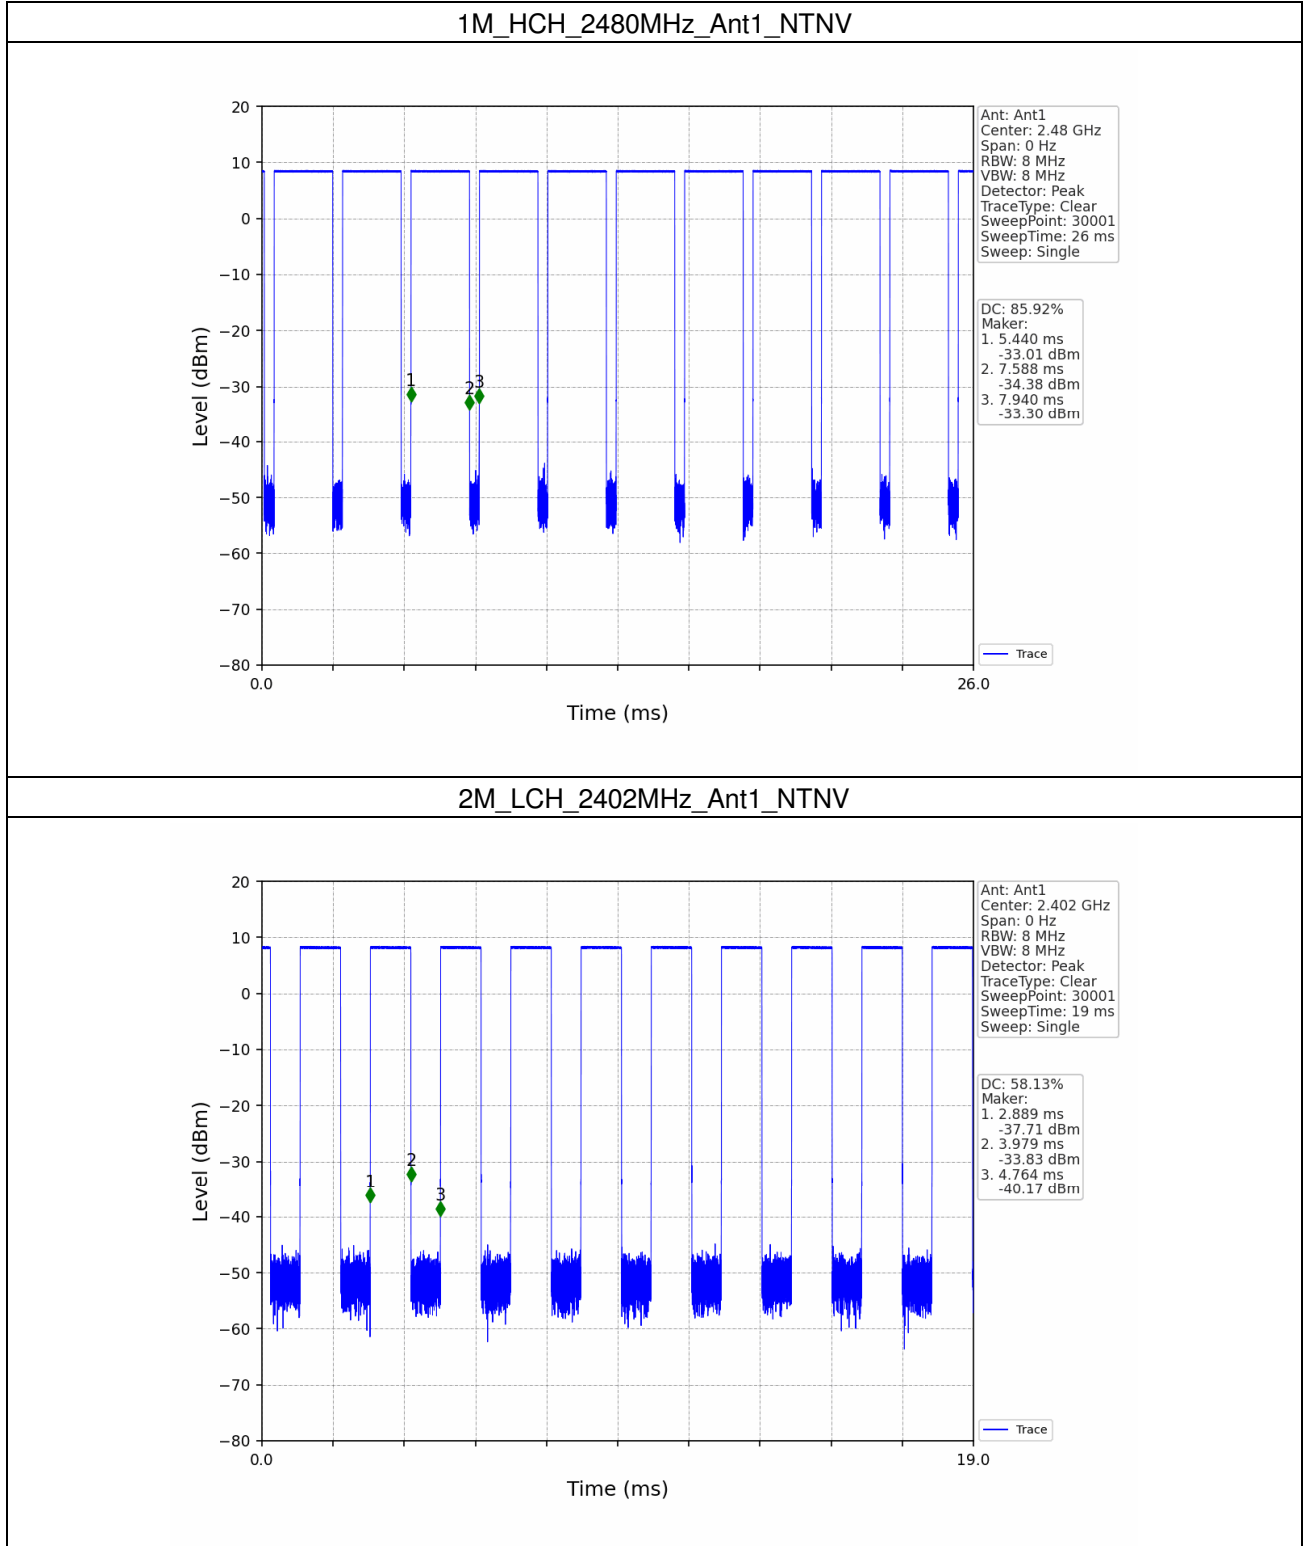 1M_HCH_2480MHz_Ant1_NTNV
20
10
0
−10
−20
−30
−40
−50
−60
−70
−80
Level (dBm)
1
2
3
0.0
26.0
Time (ms)
Ant: Ant1
Center: 2.48 GHz
Span: 0 Hz
RBW: 8 MHz
VBW: 8 MHz
Detector: Peak
TraceType: Clear
SweepPoint: 30001
SweepTime: 26 ms
Sweep: Single
DC: 85.92%
Maker:
1. 5.440 ms
-33.01 dBm
2. 7.588 ms
-34.38 dBm
3. 7.940 ms
-33.30 dBm
Trace
2M_LCH_2402MHz_Ant1_NTNV
20
10
0
−10
−20
−30
−40
−50
−60
−70
−80
Level (dBm)
1
2
3
0.0
19.0
Time (ms)
Ant: Ant1
Center: 2.402 GHz
Span: 0 Hz
RBW: 8 MHz
VBW: 8 MHz
Detector: Peak
TraceType: Clear
SweepPoint: 30001
SweepTime: 19 ms
Sweep: Single
DC: 58.13%
Maker:
1. 2.889 ms
-37.71 dBm
2. 3.979 ms
-33.83 dBm
3. 4.764 ms
-40.17 dBm
Trace